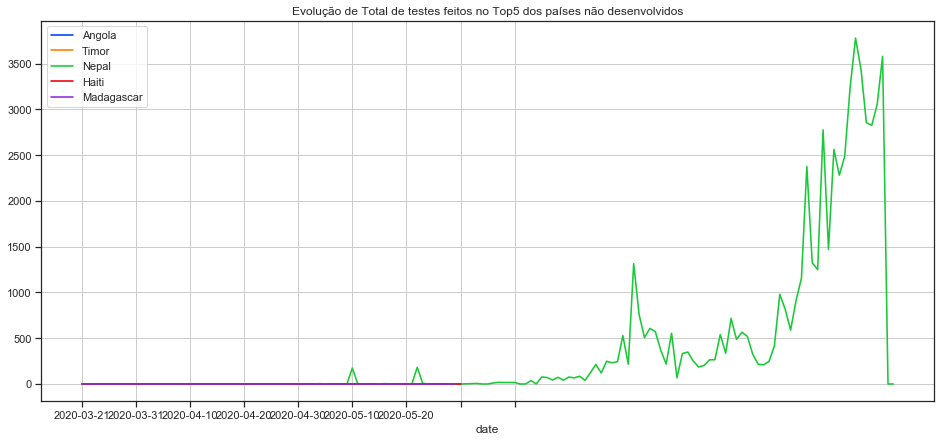 Evolução de Total de testes feitos no Top5 dos países não desenvolvidos
Angola
Timor
Nepal
Haiti
Madagascar
3500
3000
2500
2000
1500
1000
500
0
2020-03-21 2020-03-31 2020-04-10 2020-04-20 2020-04-30 2020-05-10 2020-05-20
date